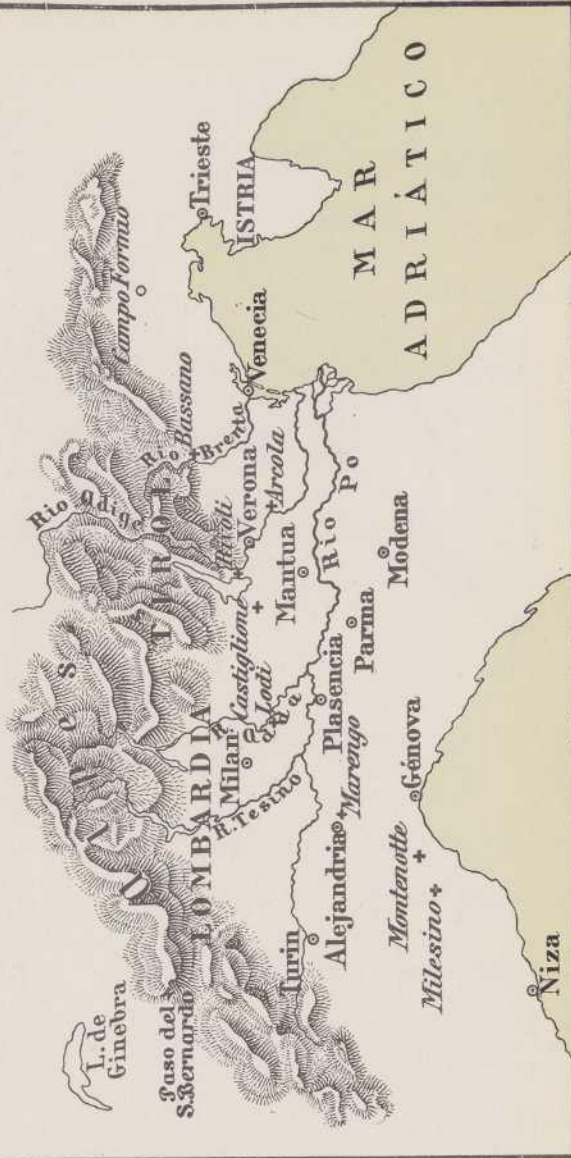 L. de
Ginebra
Paso del
S. Bernardo
Alpes
TIROL
Rio Adige
Campo Formio
Rio Brenta
Bassano
Trieste
ISTRIA
LOMBARDIA
Milan
R. Tesino
R. Adda
Lodi
Castiglione
Rivoli
Verona
Arcola
Venecia
Mantua
Rio Po
Turin
Alejandria
Marengo
Plasencia
Parma
Modena
Montenotte
Milesino
Génova
Niza
MAR
ADRIÁTICO